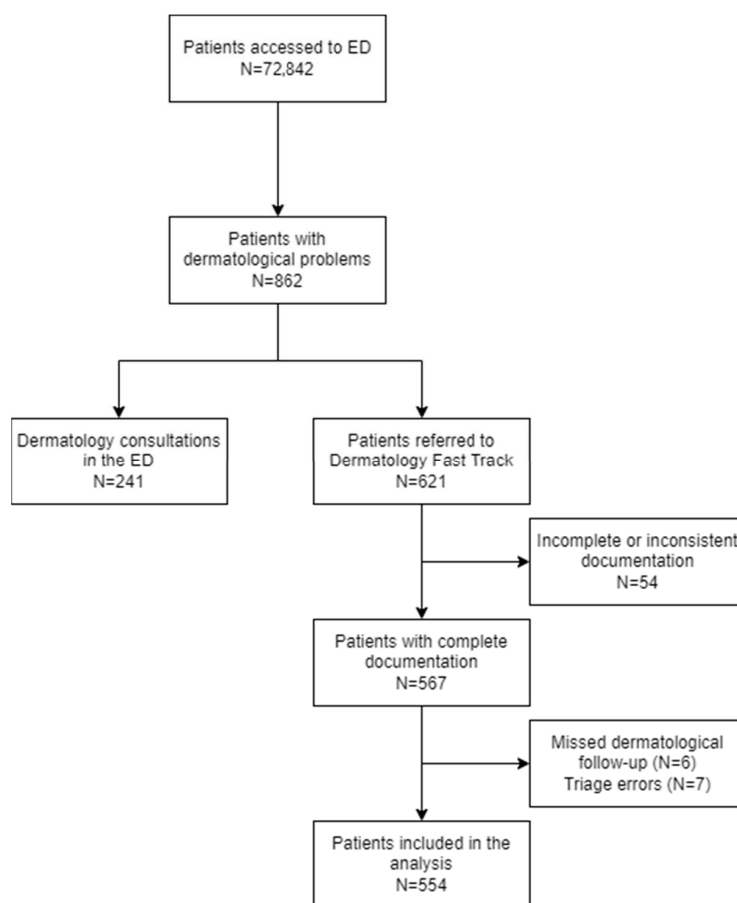 Patients accessed to ED
N=72,842
Patients with
dermatological problems
N=862
Dermatology consultations
in the ED
N=241
Patients referred to
Dermatology Fast Track
N=621
Incomplete or inconsistent
documentation
N=54
Patients with complete
documentation
N=567
Missed dermatological
follow-up (N=6)
Triage errors (N=7)
Patients included in the
analysis
N=554